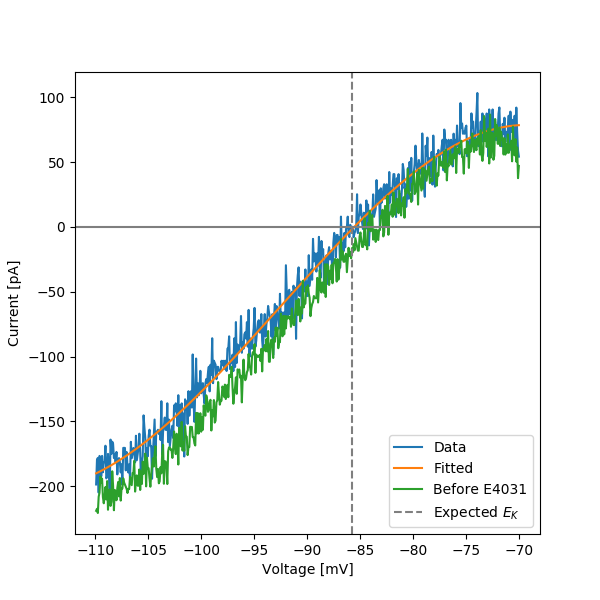 100
50
0
−50
−100
−150
−200
Current [pA]
−110
−105
−100
−95
−90
−85
−80
−75
−70
Voltage [mV]
Data
Fitted
Before E4031
Expected E_K